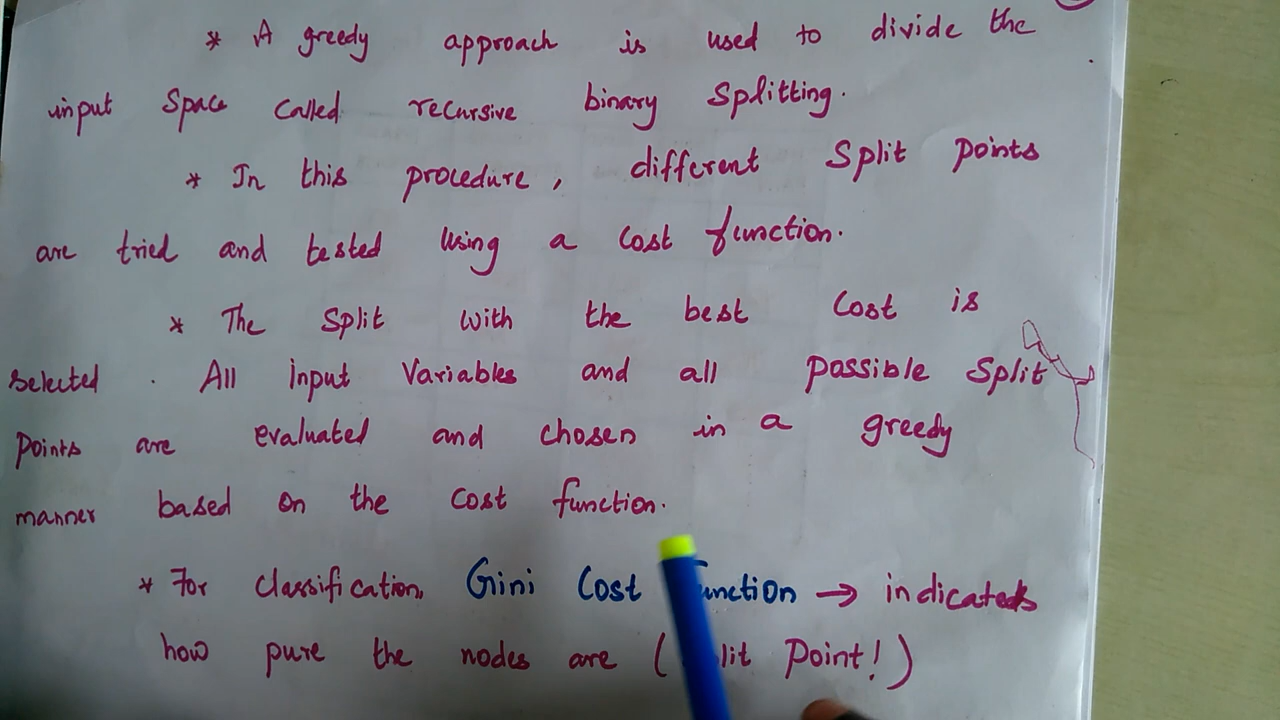 * A greedy approach is used to divide the
input space called recursive binary splitting.
* In this procedure, different split points
are tried and tested using a cost function.
* The split with the best cost is
selected. All input variables and all possible split
points are evaluated and chosen in a greedy
manner based on the cost function.
* For classification, Gini Cost unction → indicates
how pure the nodes are ( lit point!)